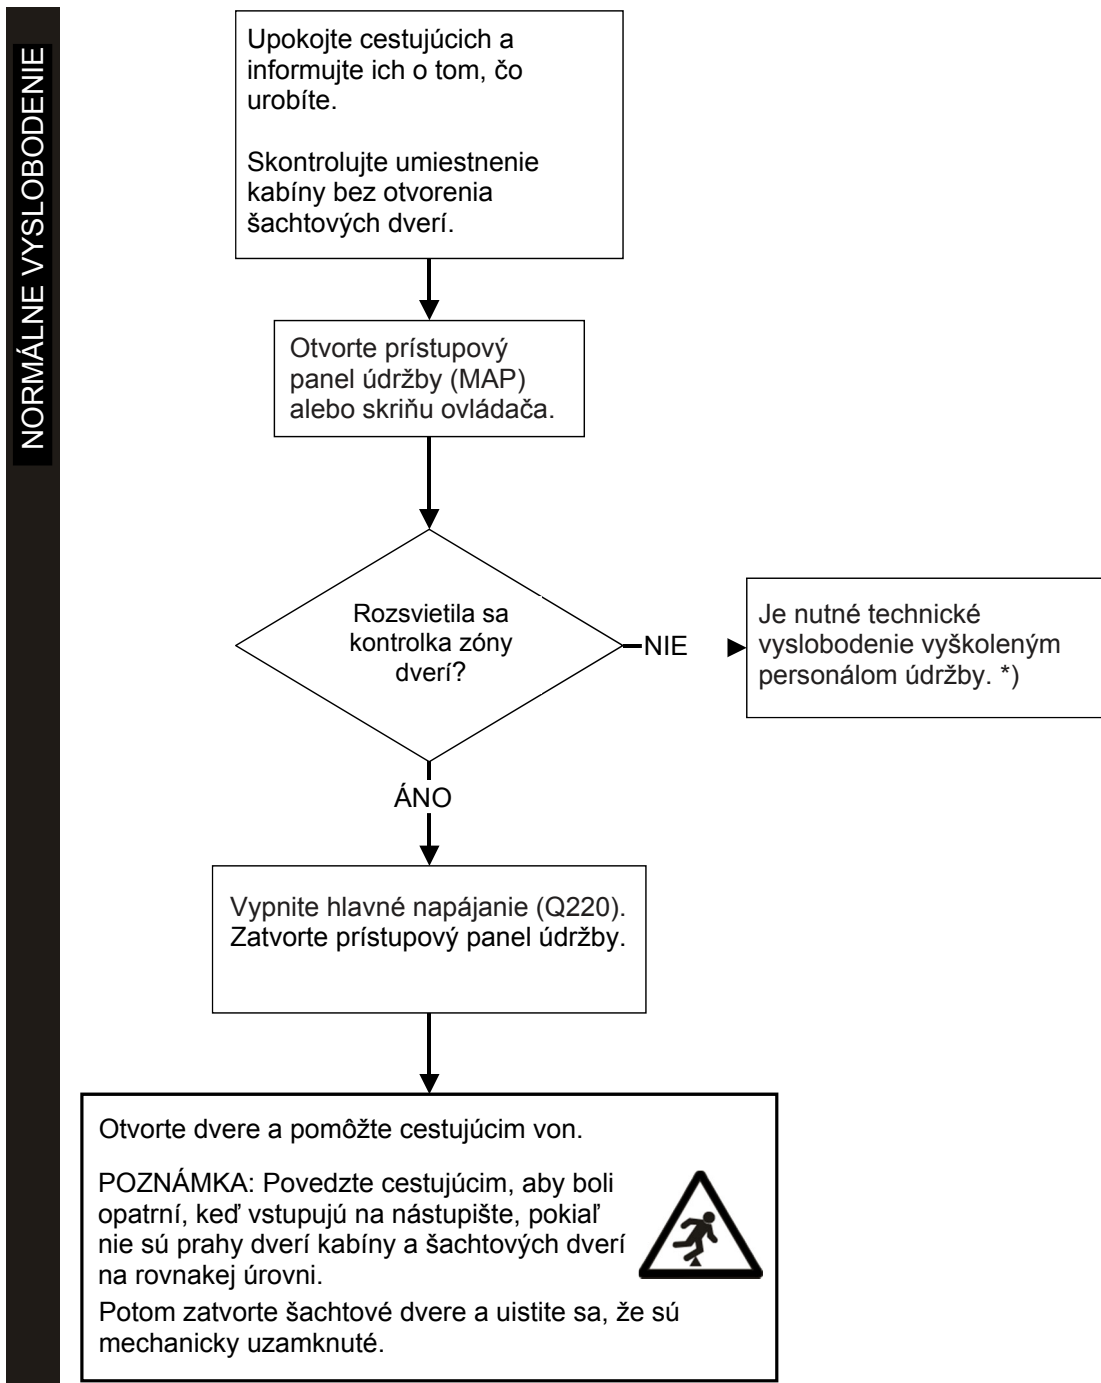 NORMÁLNE VYSLOBODENIE
Upokojte cestujúcich a
informujte ich o tom, čo
urobíte.
Skontrolujte umiestnenie
kabíny bez otvorenia
šachtových dverí.
Otvorte prístupový
panel údržby (MAP)
alebo skriňu ovládača.
Rozsvietila sa
kontrolka zóny
dverí?
NIE
Je nutné technické
vyslobodenie vyškoleným
personálom údržby. *)
ÁNO
Vypnite hlavné napájanie (Q220).
Zatvorte prístupový panel údržby.
Otvorte dvere a pomôžte cestujúcim von.
POZNÁMKA: Povedzte cestujúcim, aby boli
opatrní, keď vstupujú na nástupište, pokiaľ
nie sú prahy dverí kabíny a šachtových dverí
na rovnakej úrovni.
Potom zatvorte šachtové dvere a uistite sa, že sú
mechanicky uzamknuté.